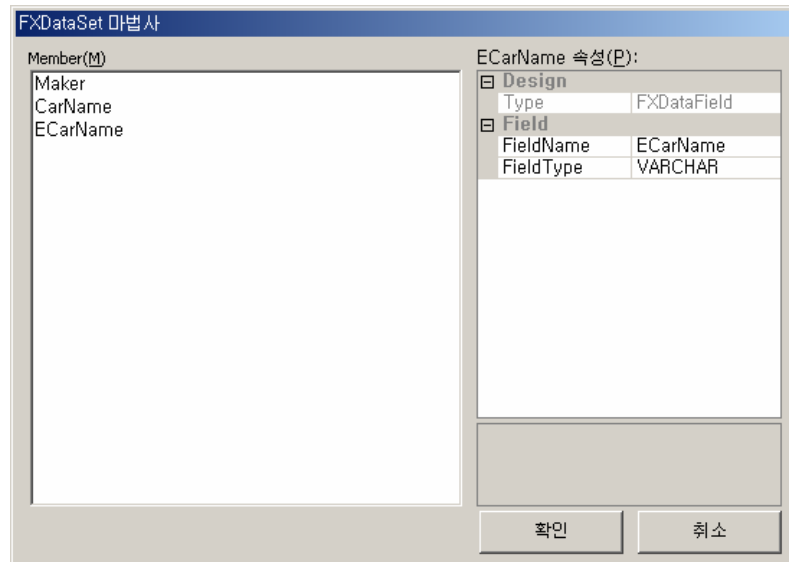 FXDataSet 마법사
Member(M)
Maker
CarName
ECarName
ECarName 속성(P):
Design
Type FXDataField
Field
FieldName ECarName
FieldType VARCHAR
확인 취소